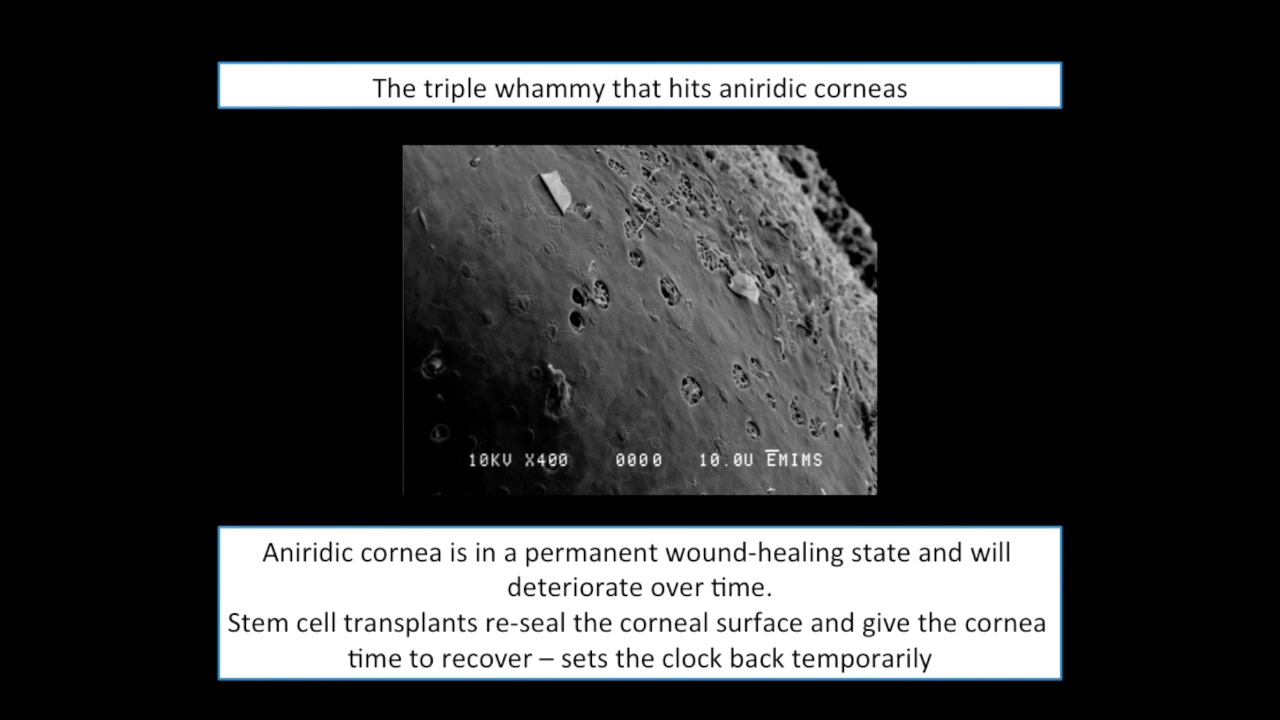 The triple whammy that hits aniridic corneas
10KV X400 0000 10.0U EMIMS
Aniridic cornea is in a permanent wound-healing state and will
deteriorate over time.
Stem cell transplants re-seal the corneal surface and give the cornea
time to recover – sets the clock back temporarily